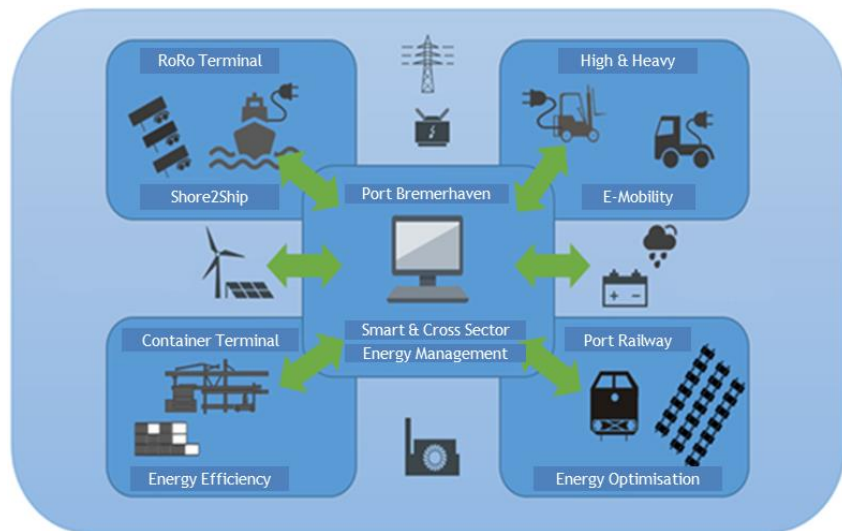 RoRo Terminal
High & Heavy
Shore2Ship
Port Bremerhaven
E-Mobility
Container Terminal
Smart & Cross Sector
Energy Management
Port Railway
Energy Efficiency
Energy Optimisation